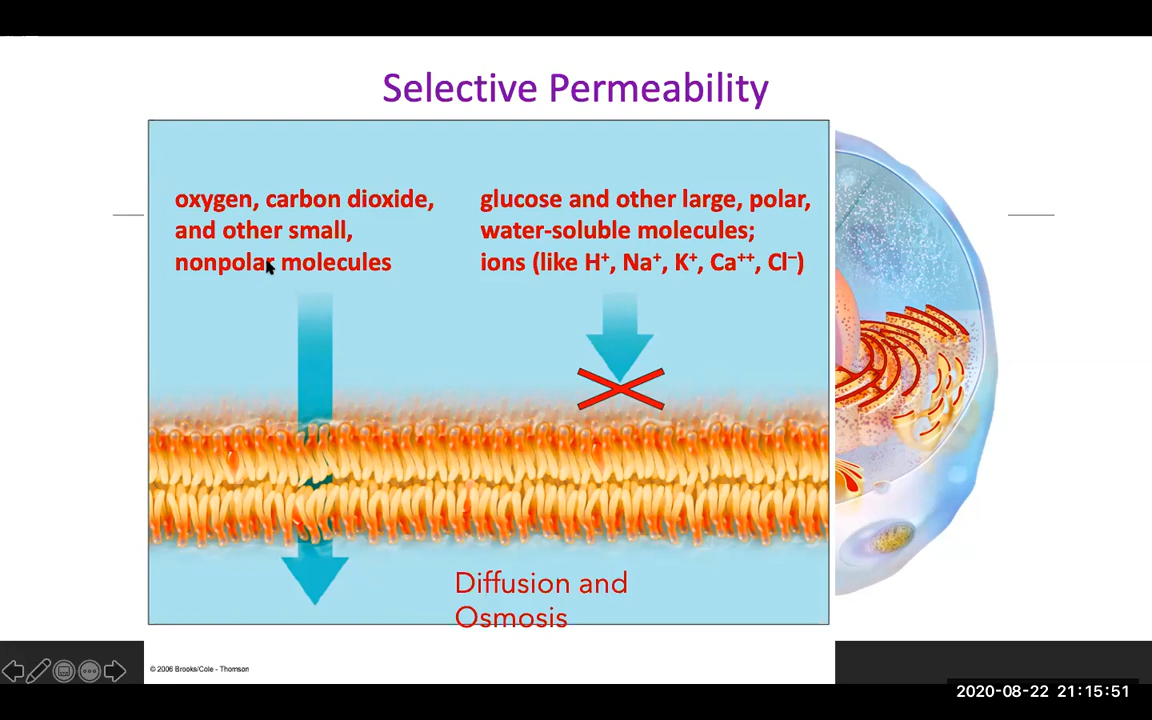 Selective Permeability
oxygen, carbon dioxide,
and other small,
nonpolar molecules
glucose and other large, polar,
water-soluble molecules;
ions (like H⁺, Na⁺, K⁺, Ca⁺⁺, Cl⁻)
Diffusion and
Osmosis
© 2006 Brooks/Cole - Thomson
2020-08-22 21:15:51